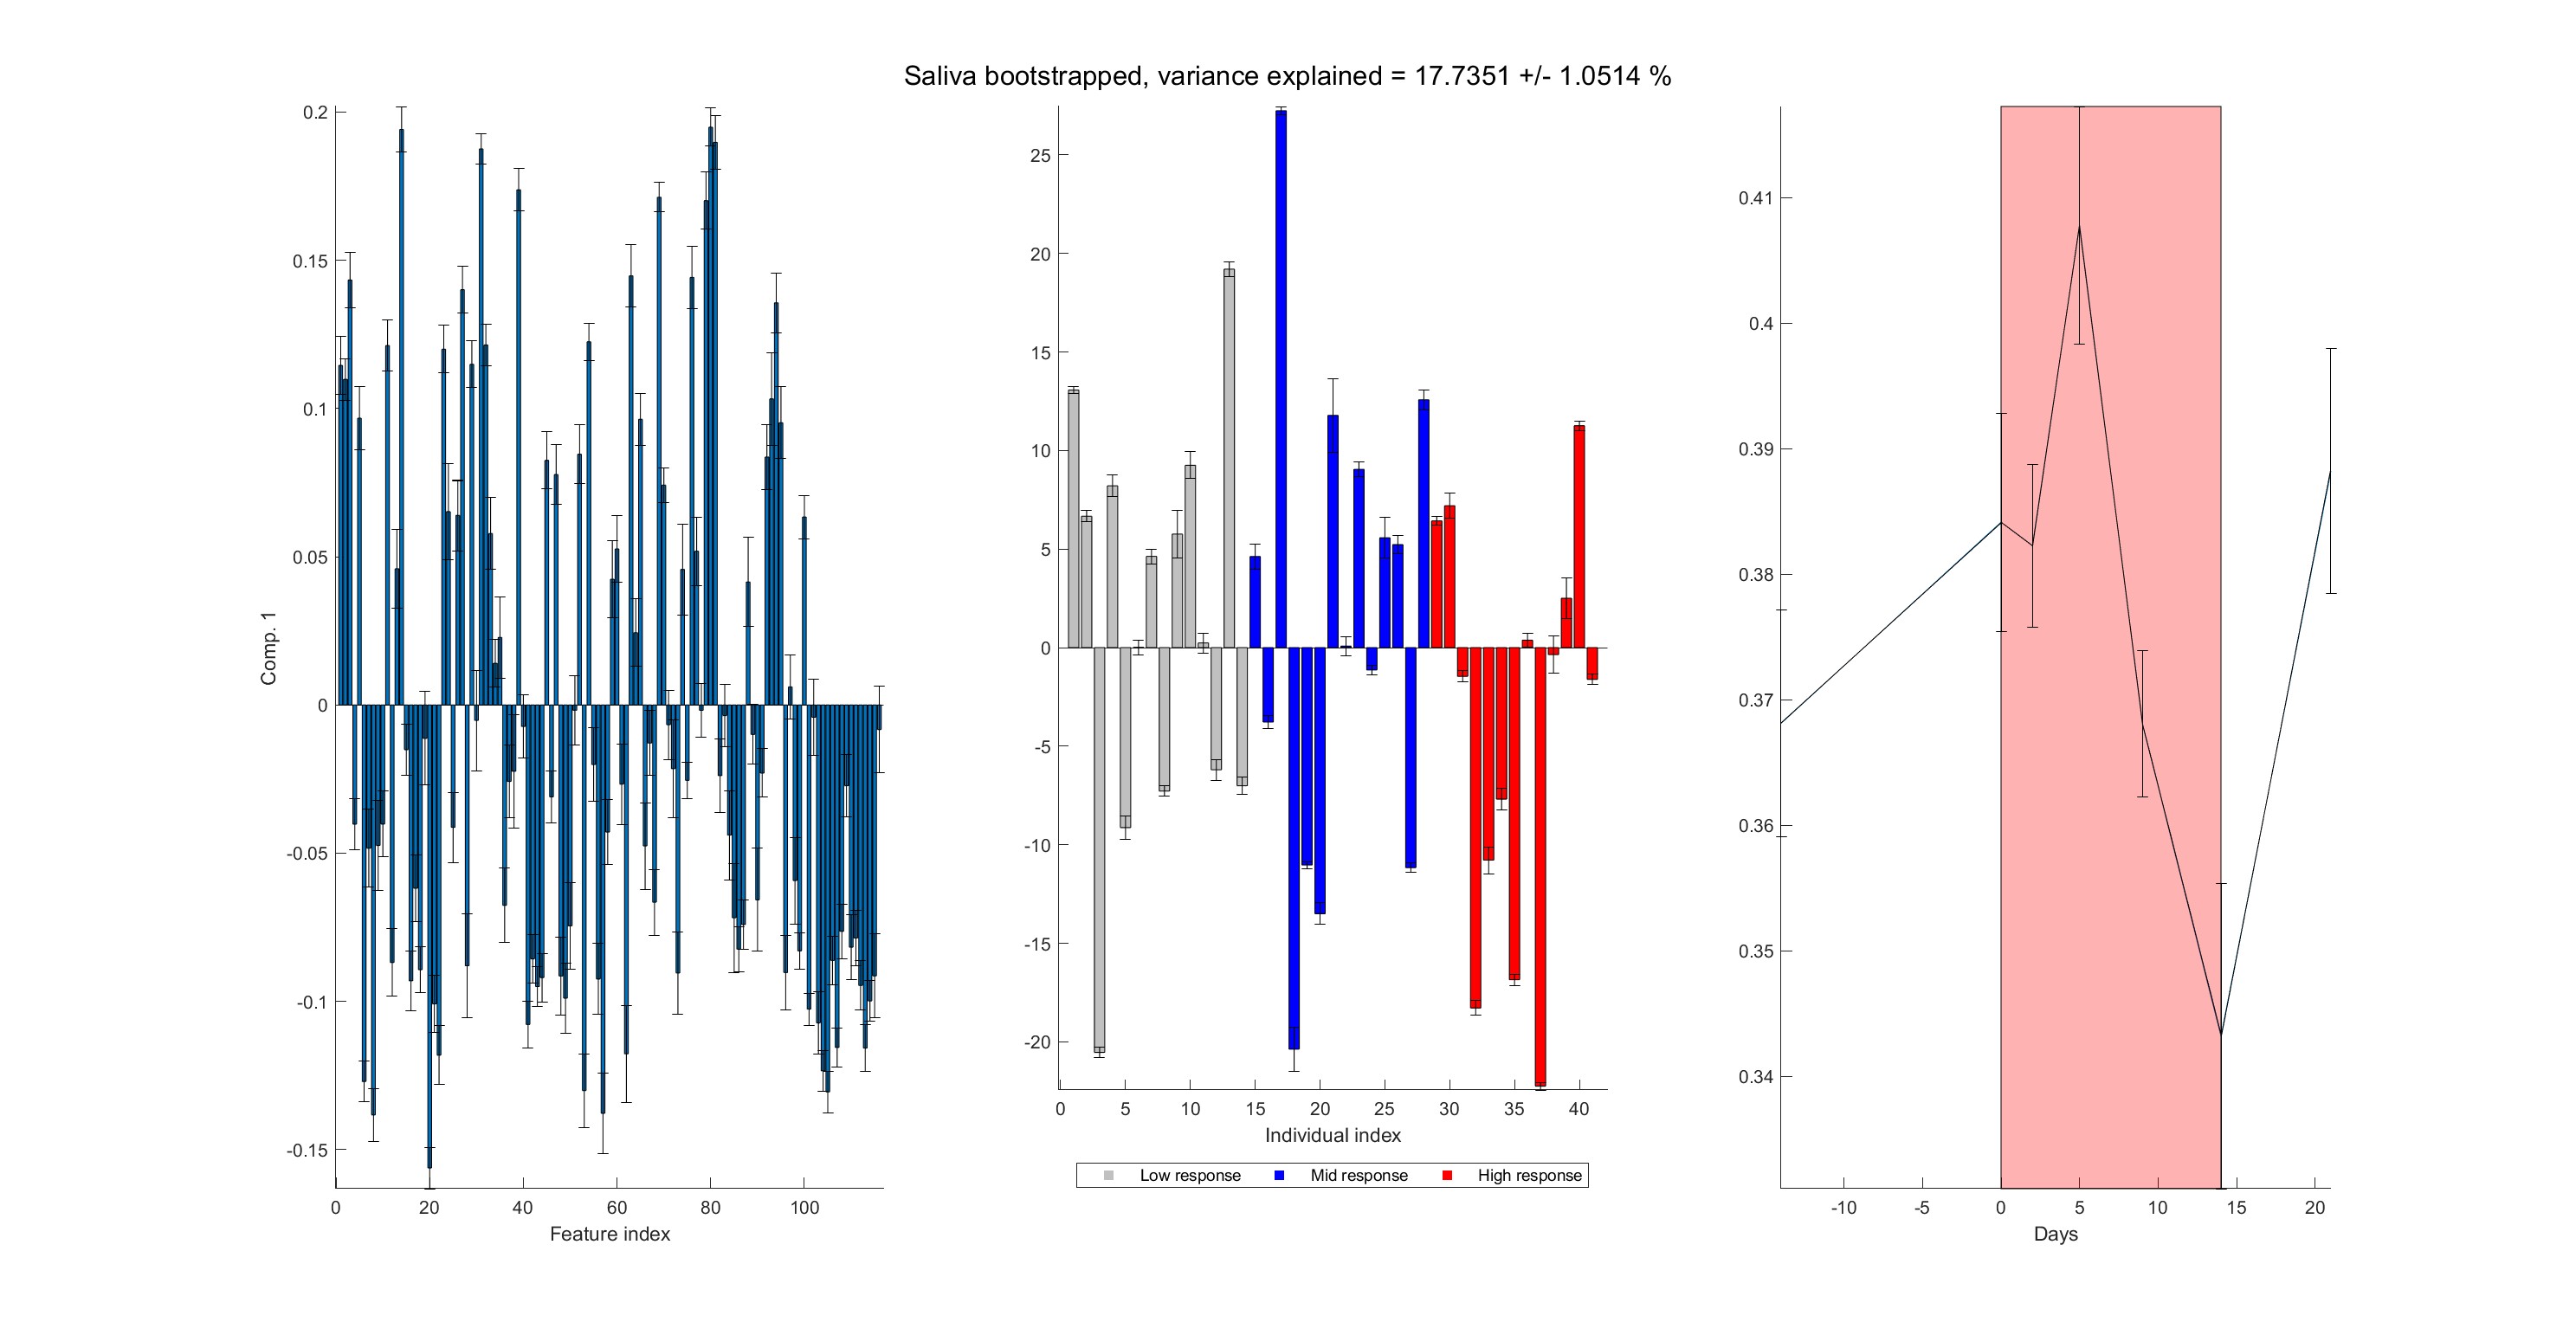 Saliva bootstrapped, variance explained = 17.7351 +/- 1.0514 %
Comp. 1
0.2
0.15
0.1
0.05
0
-0.05
-0.1
-0.15
0 20 40 60 80 100
Feature index
25
20
15
10
5
0
-5
-10
-15
-20
0 5 10 15 20 25 30 35 40
Individual index
Low response Mid response High response
0.41
0.4
0.39
0.38
0.37
0.36
0.35
0.34
-10 -5 0 5 10 15 20
Days